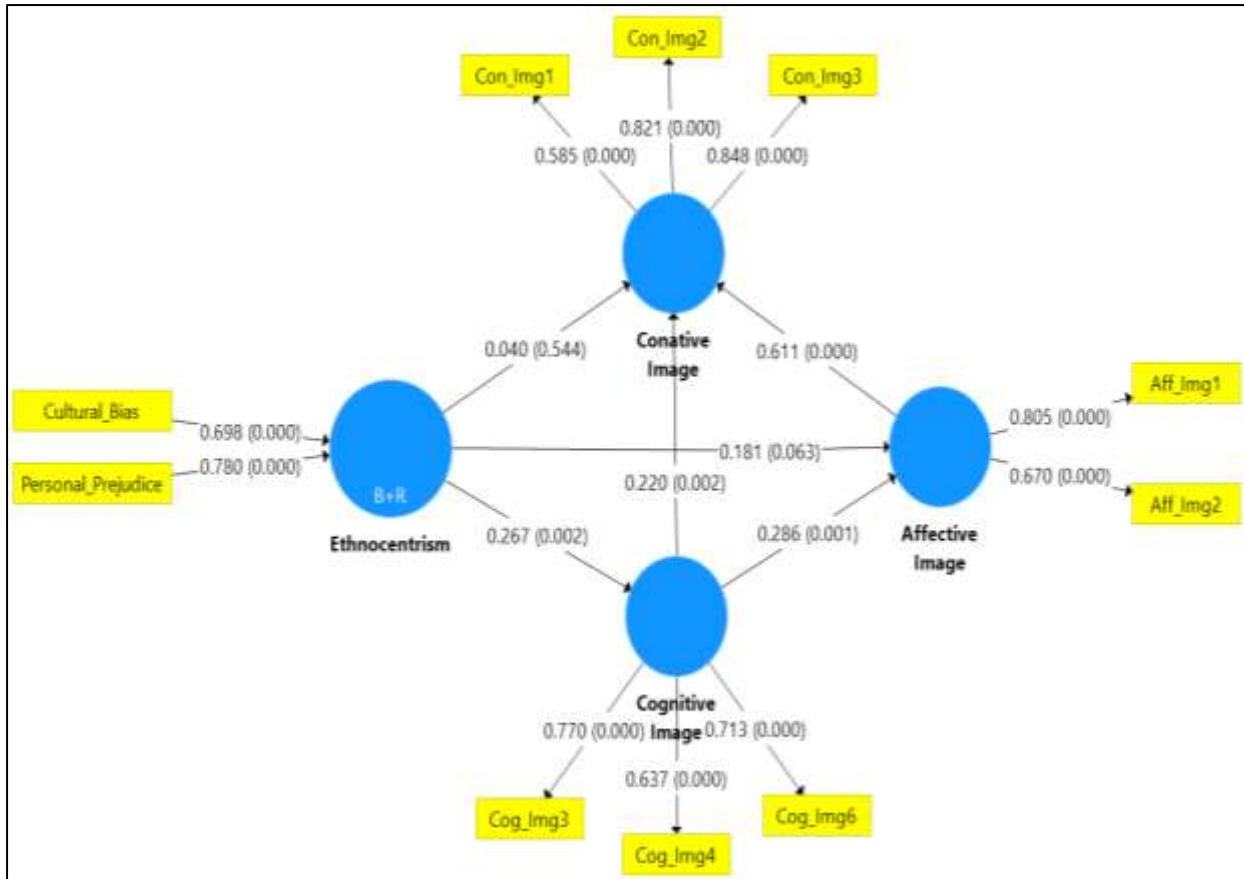 Con_Img2
Con_Img1
Con_Img3
0.821 (0.000)
0.585 (0.000)
0.848 (0.000)
Conative
Image
0.040 (0.544)
0.611 (0.000)
Cultural_Bias
0.698 (0.000)
Personal_Prejudice
0.780 (0.000)
B+R
Ethnocentrism
0.181 (0.063)
0.220 (0.002)
0.267 (0.002)
0.286 (0.001)
Aff_Img1
0.805 (0.000)
0.670 (0.000)
Aff_Img2
Affective
Image
Cognitive
Image
0.770 (0.000)
0.713 (0.000)
0.637 (0.000)
Cog_Img3
Cog_Img6
Cog_Img4